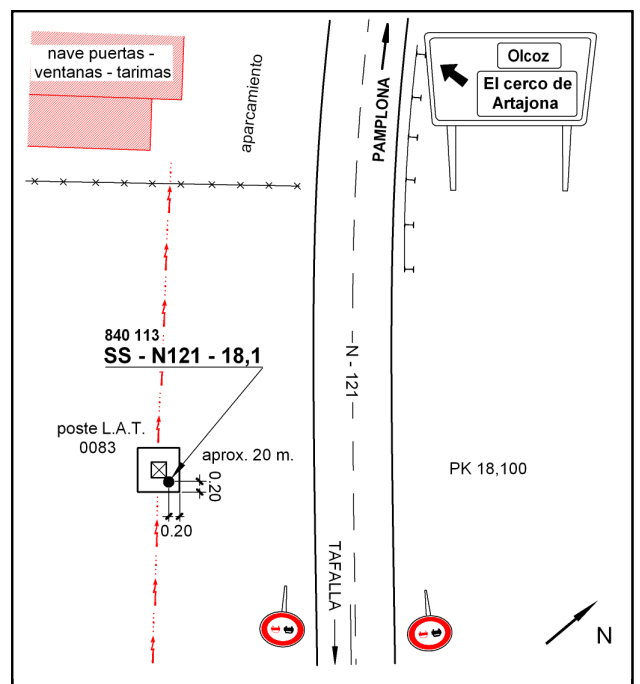 nave puertas -
ventanas - tarimas
aparcamiento
PAMPLONA
Olcoz
El cerco de
Artajona
840 113
SS - N121 - 18,1
N - 121
poste L.A.T.
0083
aprox. 20 m.
0.20
0.20
PK 18,100
TAFALLA
N